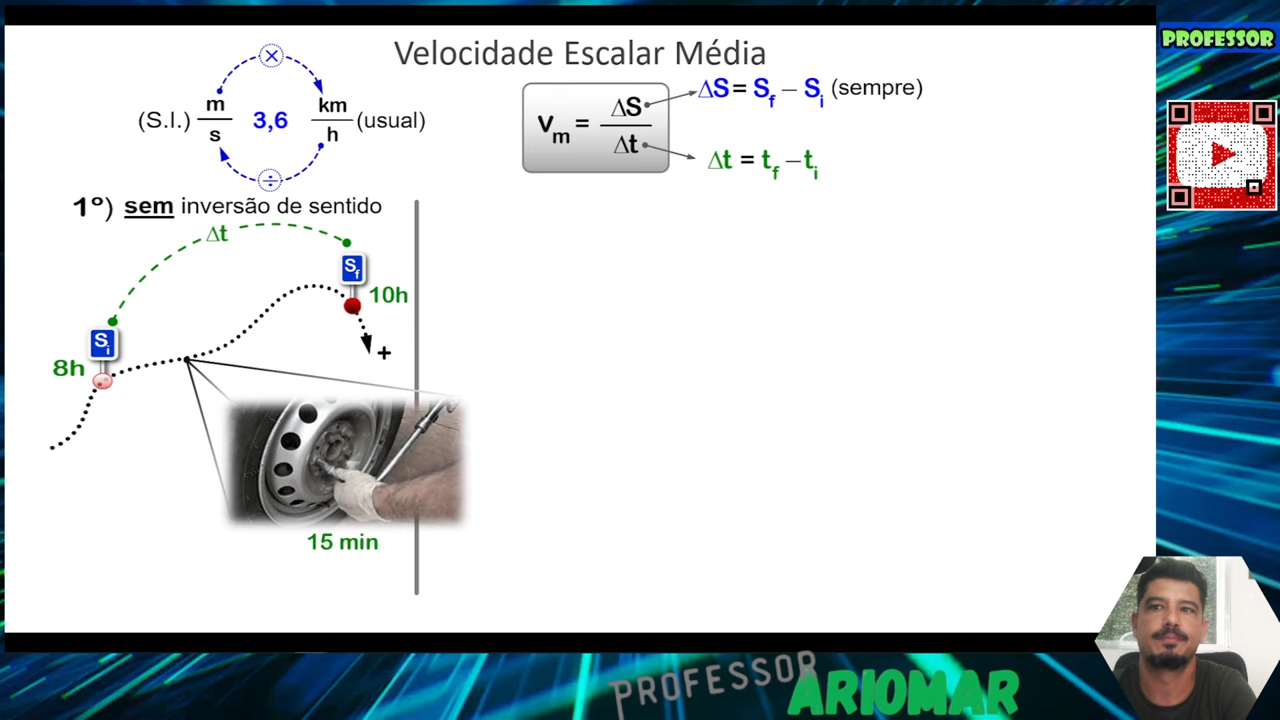 PROFESSOR
Velocidade Escalar Média
(S.I.) m/s × 3,6 ÷ km/h (usual)
vm = ΔS/Δt
ΔS = Sf – Si (sempre)
Δt = tf – ti
1º) sem inversão de sentido
Δt
Sf
10h
Si
8h
+
15 min
PROFESSOR
ARIOMAR